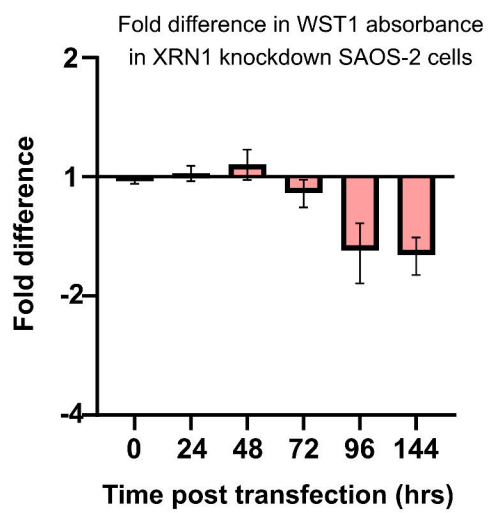 Fold difference in WST1 absorbance
in XRN1 knockdown SAOS-2 cells
Fold difference
2
1
-2
-4
0 24 48 72 96 144
Time post transfection (hrs)